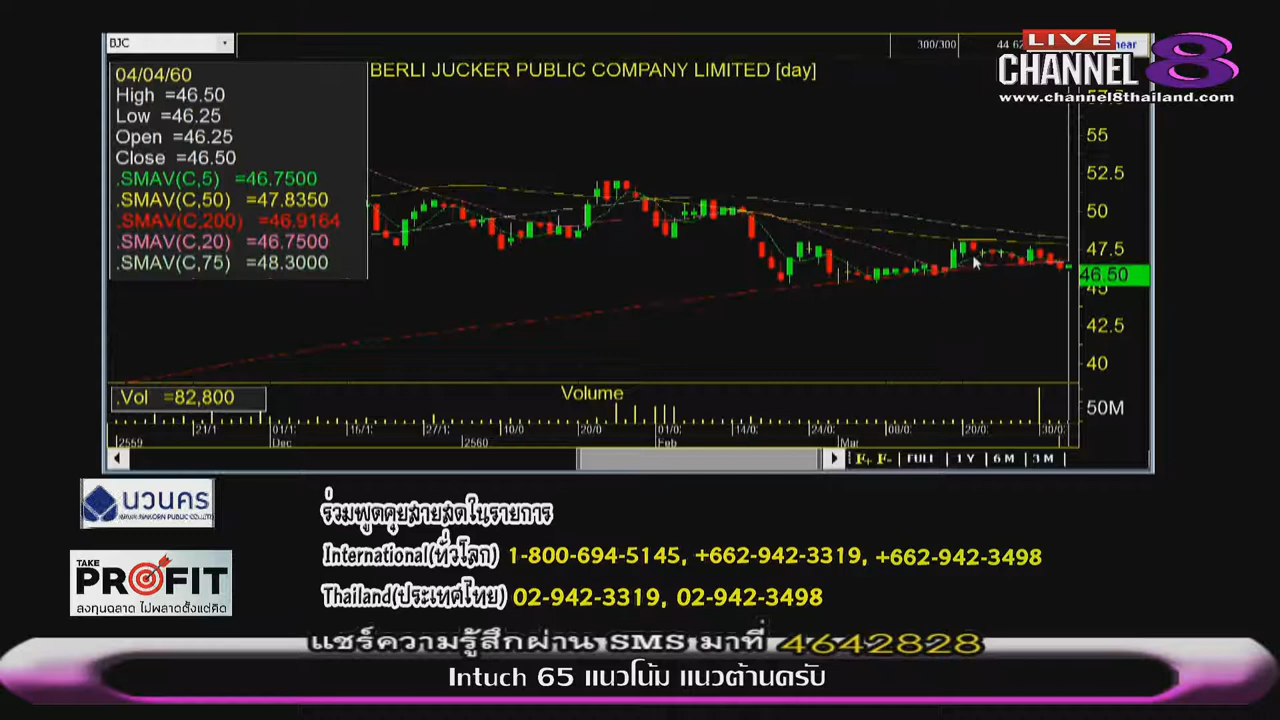 BJC
300/300
LIVE
CHANNEL 8
www.channel8thailand.com
BERLI JUCKER PUBLIC COMPANY LIMITED [day]
04/04/60
High =46.50
Low =46.25
Open =46.25
Close =46.50
.SMAV(C,5) =46.7500
.SMAV(C,50) =47.8350
.SMAV(C,200) =46.9164
.SMAV(C,20) =46.7500
.SMAV(C,75) =48.3000
55
52.5
50
47.5
46.50
45
42.5
40
.Vol =82,800
Volume
50M
21/1 01/1: 15/1: 27/1: 10/0 20/0 01/0: 14/0: 24/0: 08/0: 20/0: 30/0:
2559 Dec 2560 Feb Mar
F+ F- FULL 1 Y 6 M 3 M
นวนคร
ร่วมพูดคุยสายสดในรายการ
International(ทั่วโลก) 1-800-694-5145, +662-942-3319, +662-942-3498
TAKE
PROFIT
ลงทุนฉลาด ไม่พลาดตั้งแต่คิด
Thailand(ประเทศไทย) 02-942-3319, 02-942-3498
แชร์ความรู้สึกผ่าน SMS มาที่ 4642828
Intuch 65 แนวโน้ม แนวต้านครับ